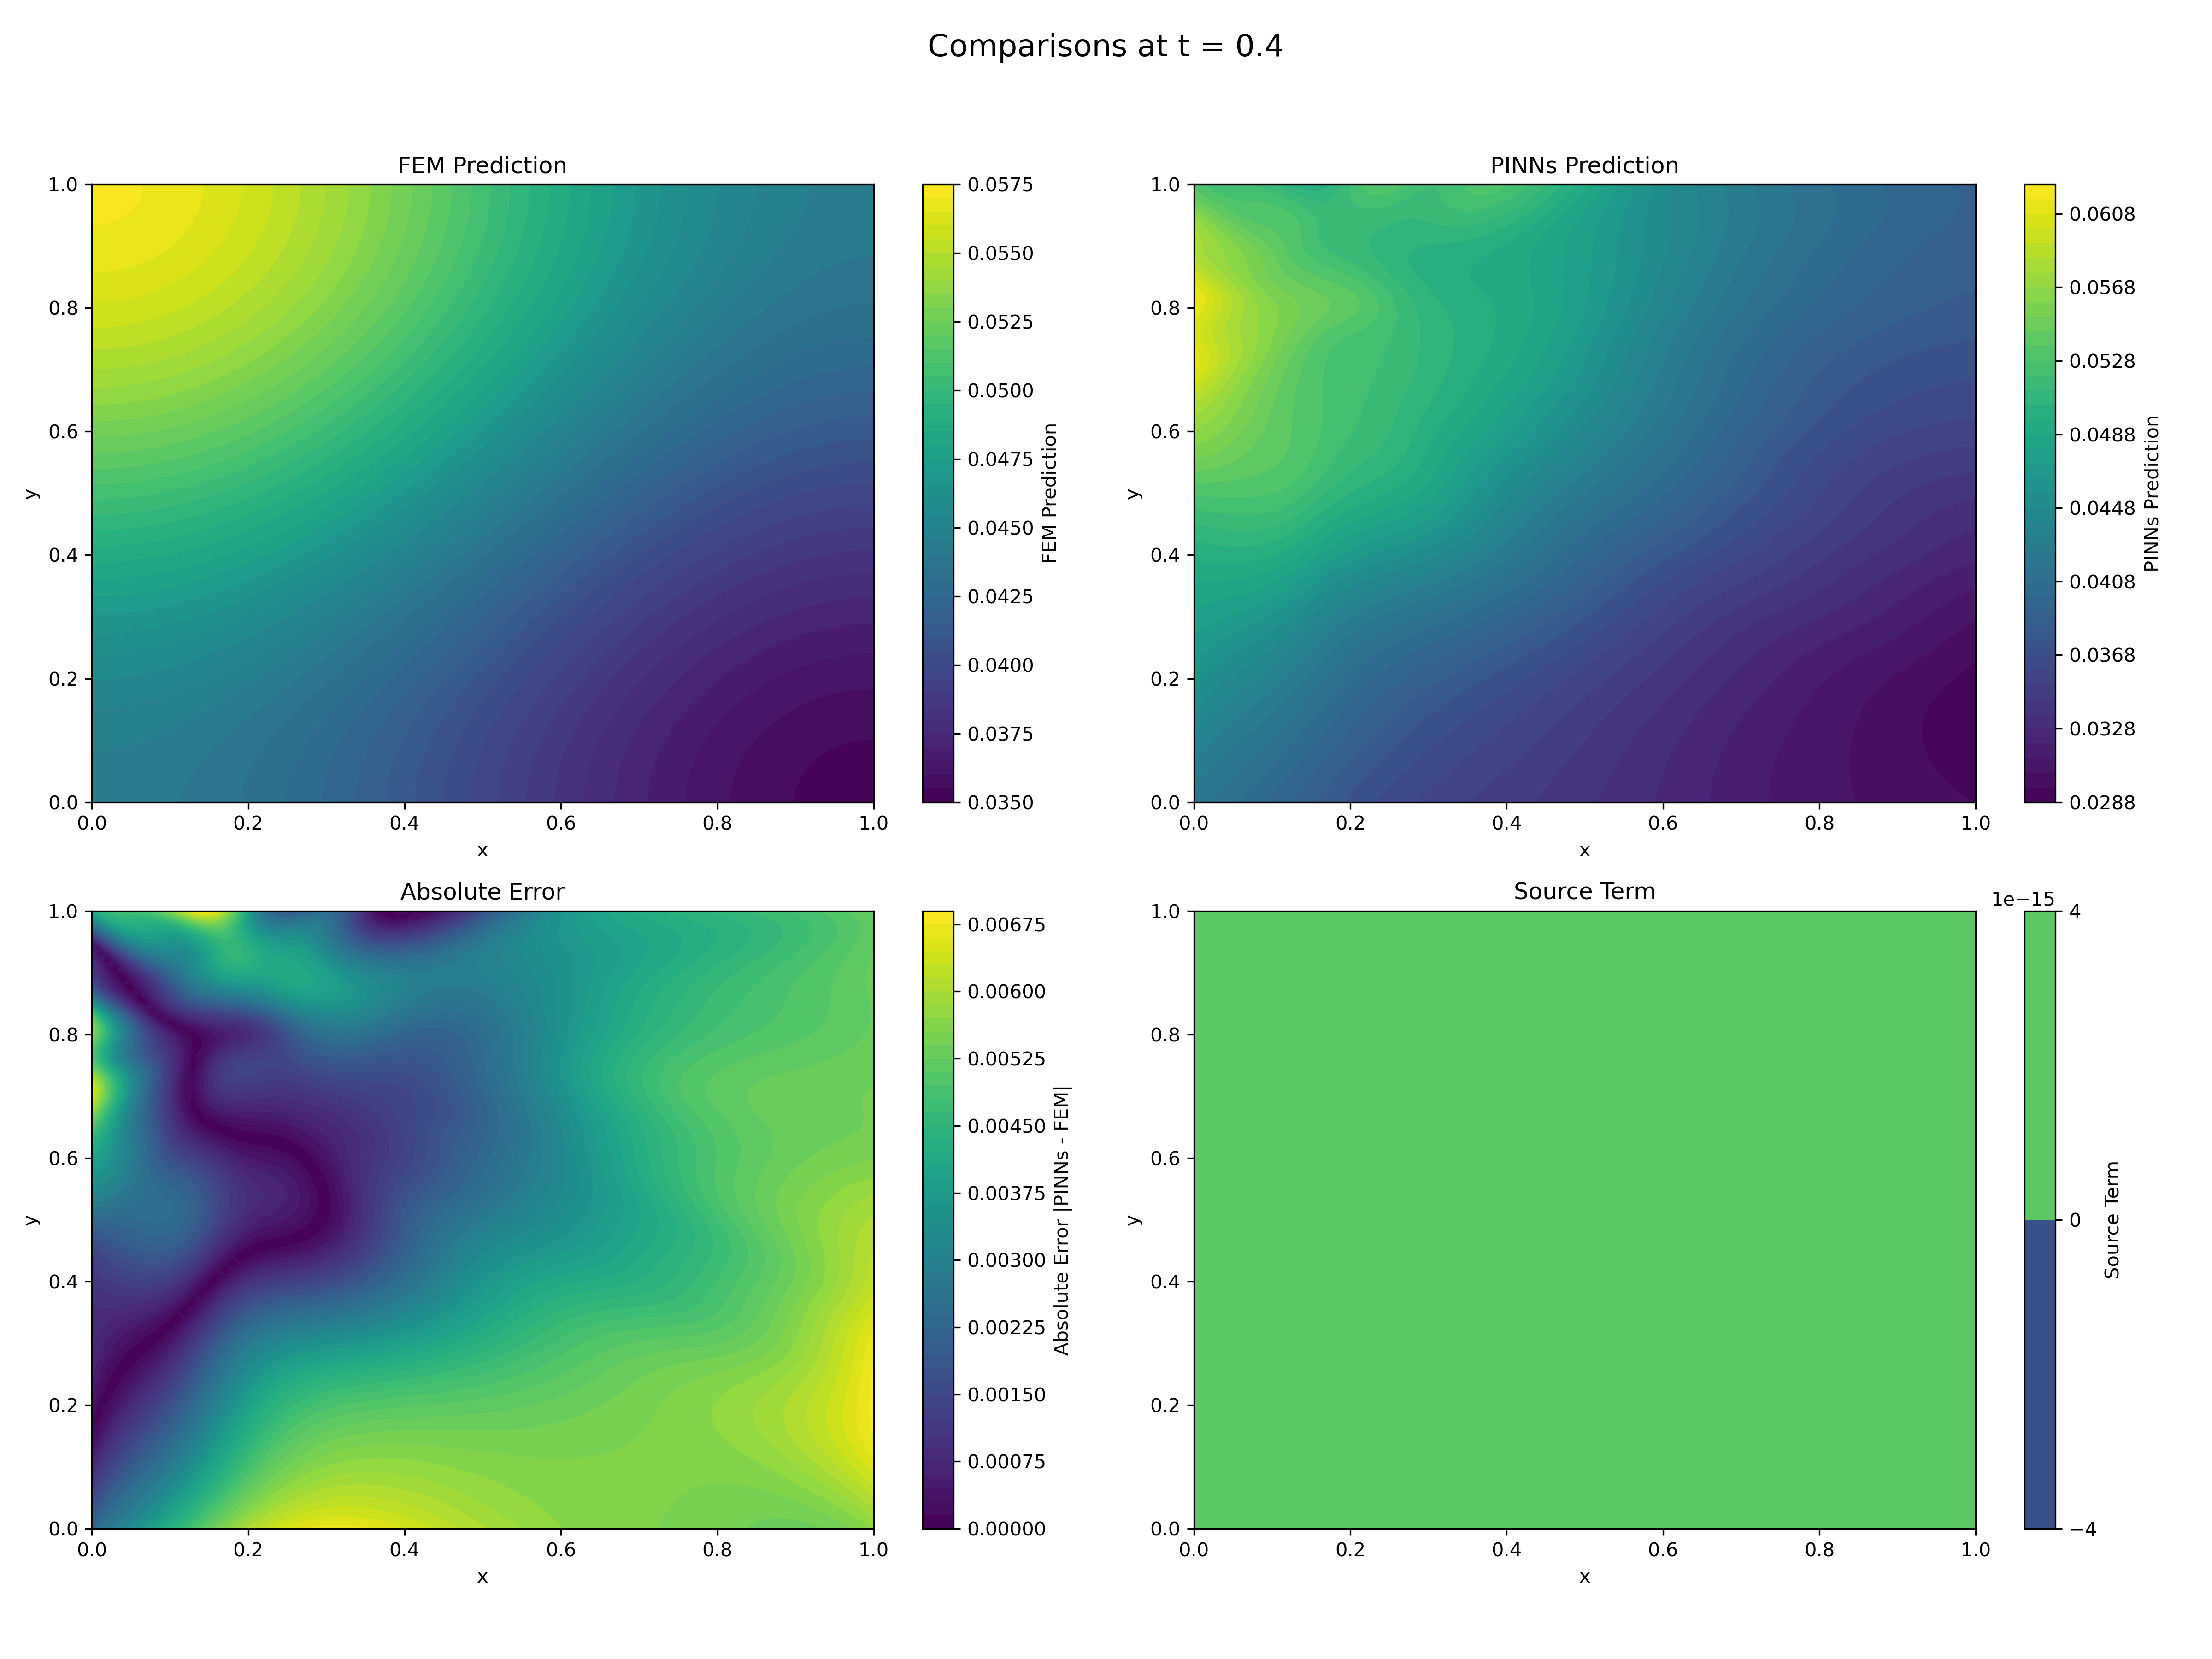 Comparisons at t = 0.4
FEM Prediction
1.0
0.8
0.6
0.4
0.2
0.0
y
0.0 0.2 0.4 0.6 0.8 1.0
x
0.0575
0.0550
0.0525
0.0500
0.0475
0.0450
0.0425
0.0400
0.0375
0.0350
FEM Prediction
PINNs Prediction
1.0
0.8
0.6
0.4
0.2
0.0
y
0.0 0.2 0.4 0.6 0.8 1.0
x
0.0608
0.0568
0.0528
0.0488
0.0448
0.0408
0.0368
0.0328
0.0288
PINNs Prediction
Absolute Error
1.0
0.8
0.6
0.4
0.2
0.0
y
0.0 0.2 0.4 0.6 0.8 1.0
x
0.00675
0.00600
0.00525
0.00450
0.00375
0.00300
0.00225
0.00150
0.00075
0.00000
Absolute Error |PINNs - FEM|
Source Term
1.0
0.8
0.6
0.4
0.2
0.0
y
0.0 0.2 0.4 0.6 0.8 1.0
x
1e−15
4
0
−4
Source Term